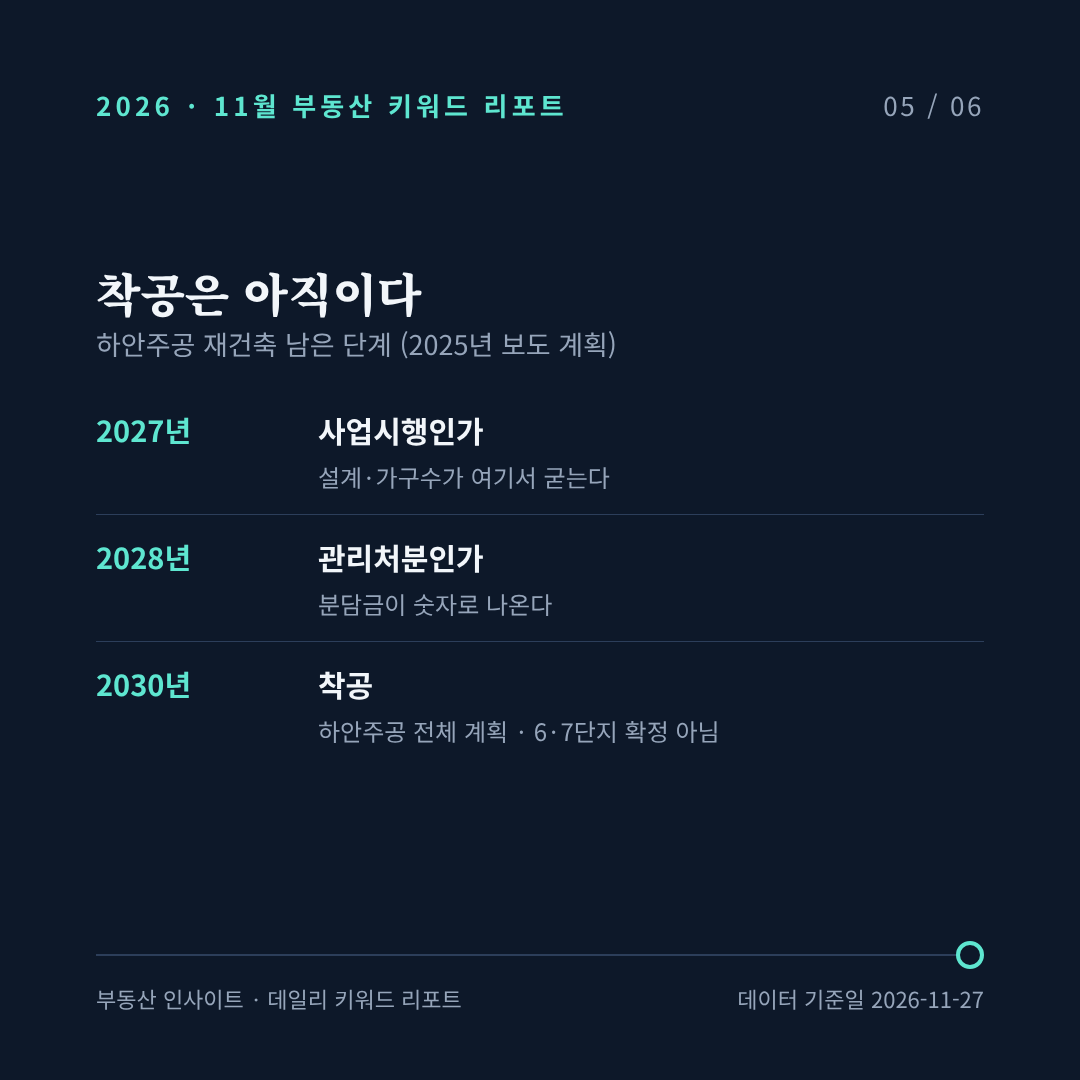 2026 · 11월 부동산 키워드 리포트
05 / 06
착공은 아직이다
하안주공 재건축 남은 단계 (2025년 보도 계획)
2027년
사업시행인가
설계·가구수가 여기서 굳는다
2028년
관리처분인가
분담금이 숫자로 나온다
2030년
착공
하안주공 전체 계획 · 6·7단지 확정 아님
부동산 인사이트 · 데일리 키워드 리포트
데이터 기준일 2026-11-27